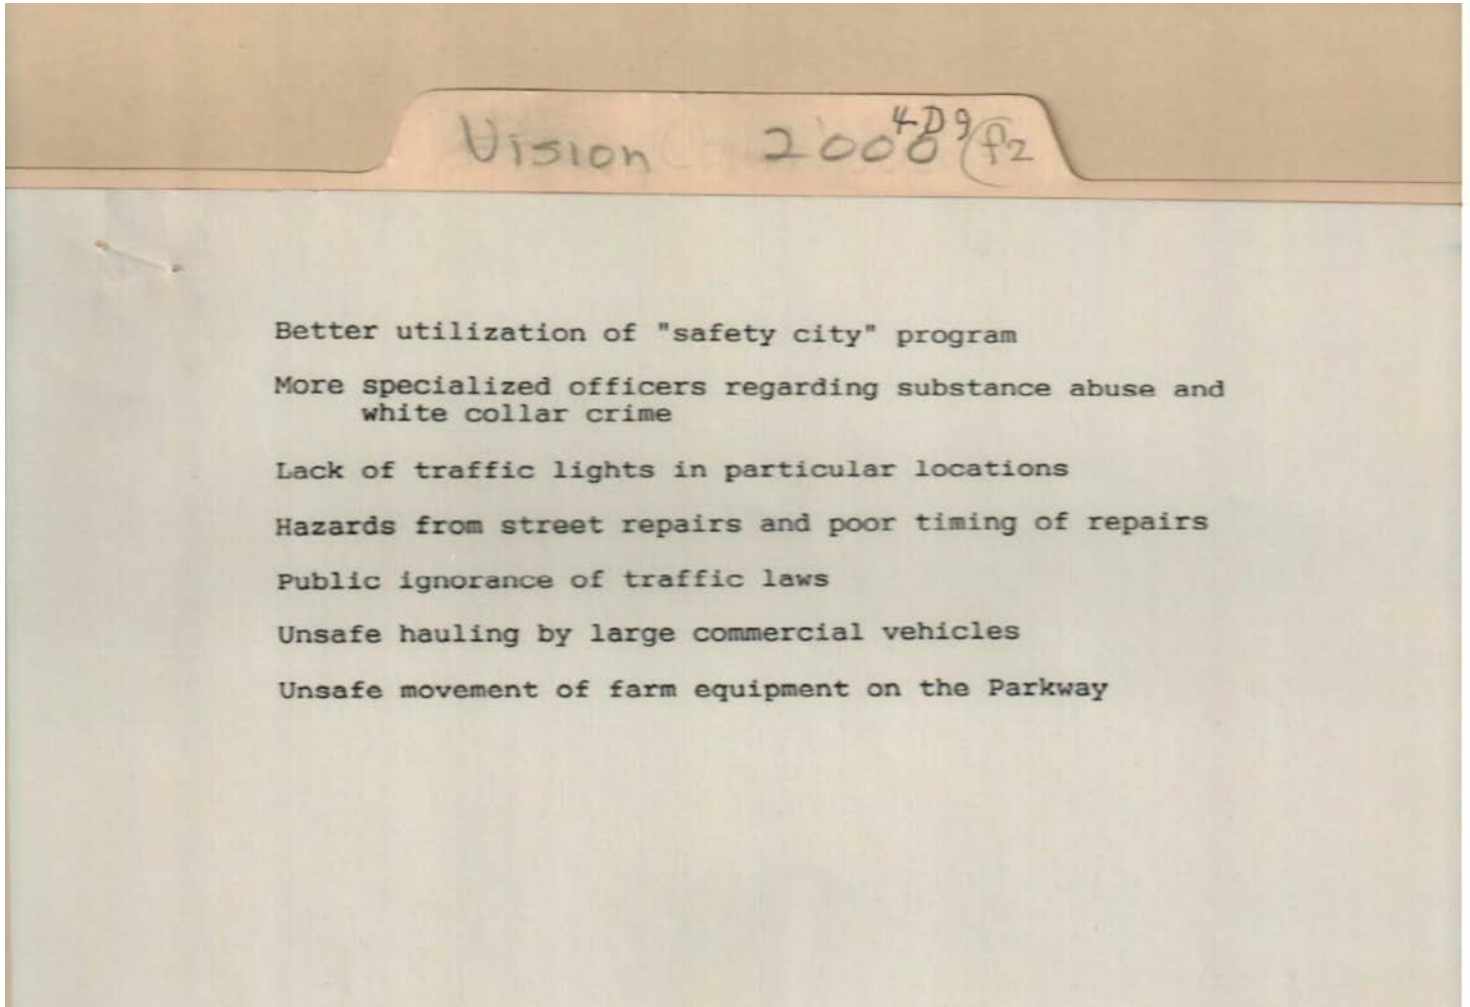 Vision 2000
4D9
f2
Better utilization of "safety city" program
More specialized officers regarding substance abuse and
white collar crime
Lack of traffic lights in particular locations
Hazards from street repairs and poor timing of repairs
Public ignorance of traffic laws
Unsafe hauling by large commercial vehicles
Unsafe movement of farm equipment on the Parkway